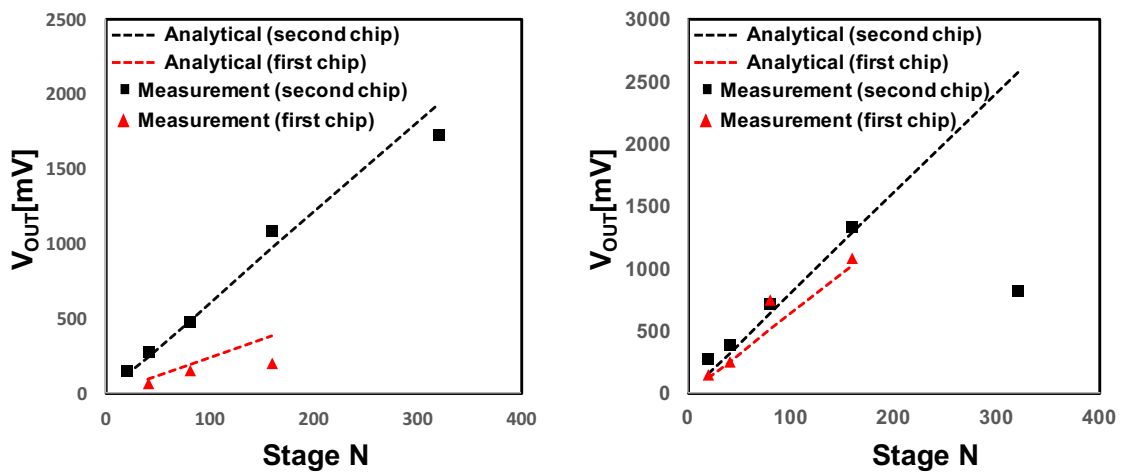 2500
2000
1500
1000
500
0
V_OUT[mV]
Analytical (second chip)
Analytical (first chip)
Measurement (second chip)
Measurement (first chip)
0
100
200
300
400
Stage N
3000
2500
2000
1500
1000
500
0
V_OUT[mV]
Analytical (second chip)
Analytical (first chip)
Measurement (second chip)
Measurement (first chip)
0
100
200
300
400
Stage N